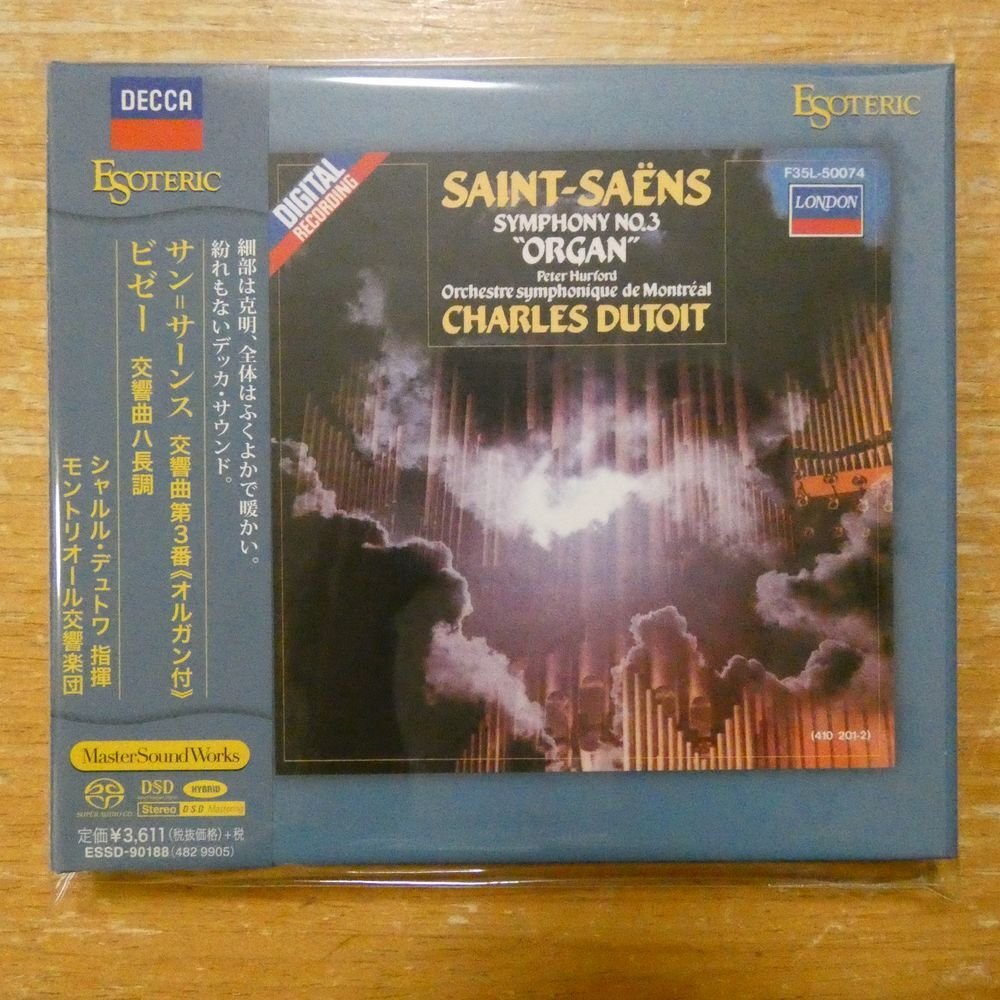 DECCA
ESOTERIC
細部は克明、全体はふくよかで暖かい。
紛れもないデッカ・サウンド。
サン=サーンス 交響曲第3番《オルガン付》
ビゼー 交響曲ハ長調
シャルル・デュトワ 指揮
モントリオール交響楽団
MasterSoundWorks
SUPER AUDIO CD
DSD
HYBRID
Stereo DSD Mastering
定価¥3,611(税抜価格)+税
ESSD-90188(482 9905)
ESOTERIC
DIGITAL
RECORDING
SAINT-SAËNS
SYMPHONY NO.3
"ORGAN"
Peter Hurford
Orchestre symphonique de Montréal
CHARLES DUTOIT
F35L-50074
LONDON
(410 201-2)